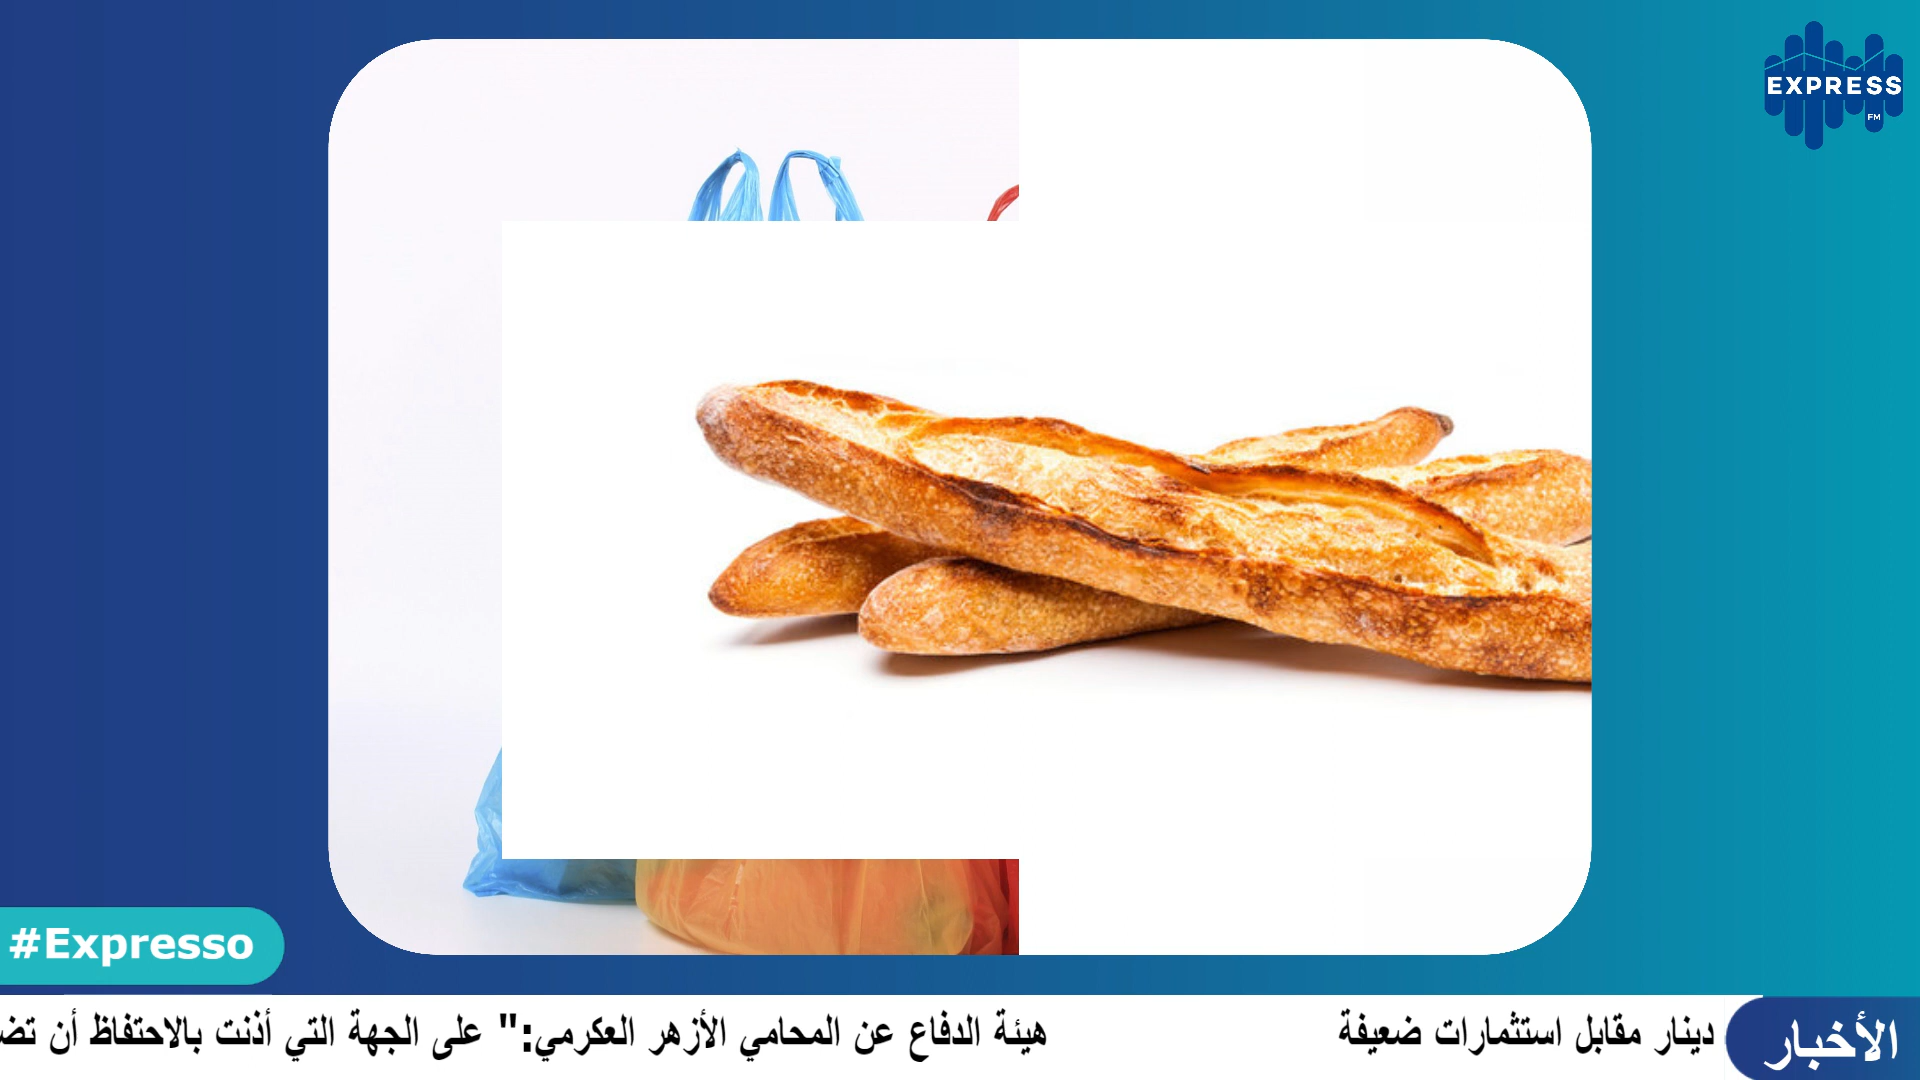 EXPRESS
FM
#Expresso
الأخبار
دينار مقابل استثمارات ضعيفة
هيئة الدفاع عن المحامي الأزهر العكرمي:" على الجهة التي أذنت بالاحتفاظ أن